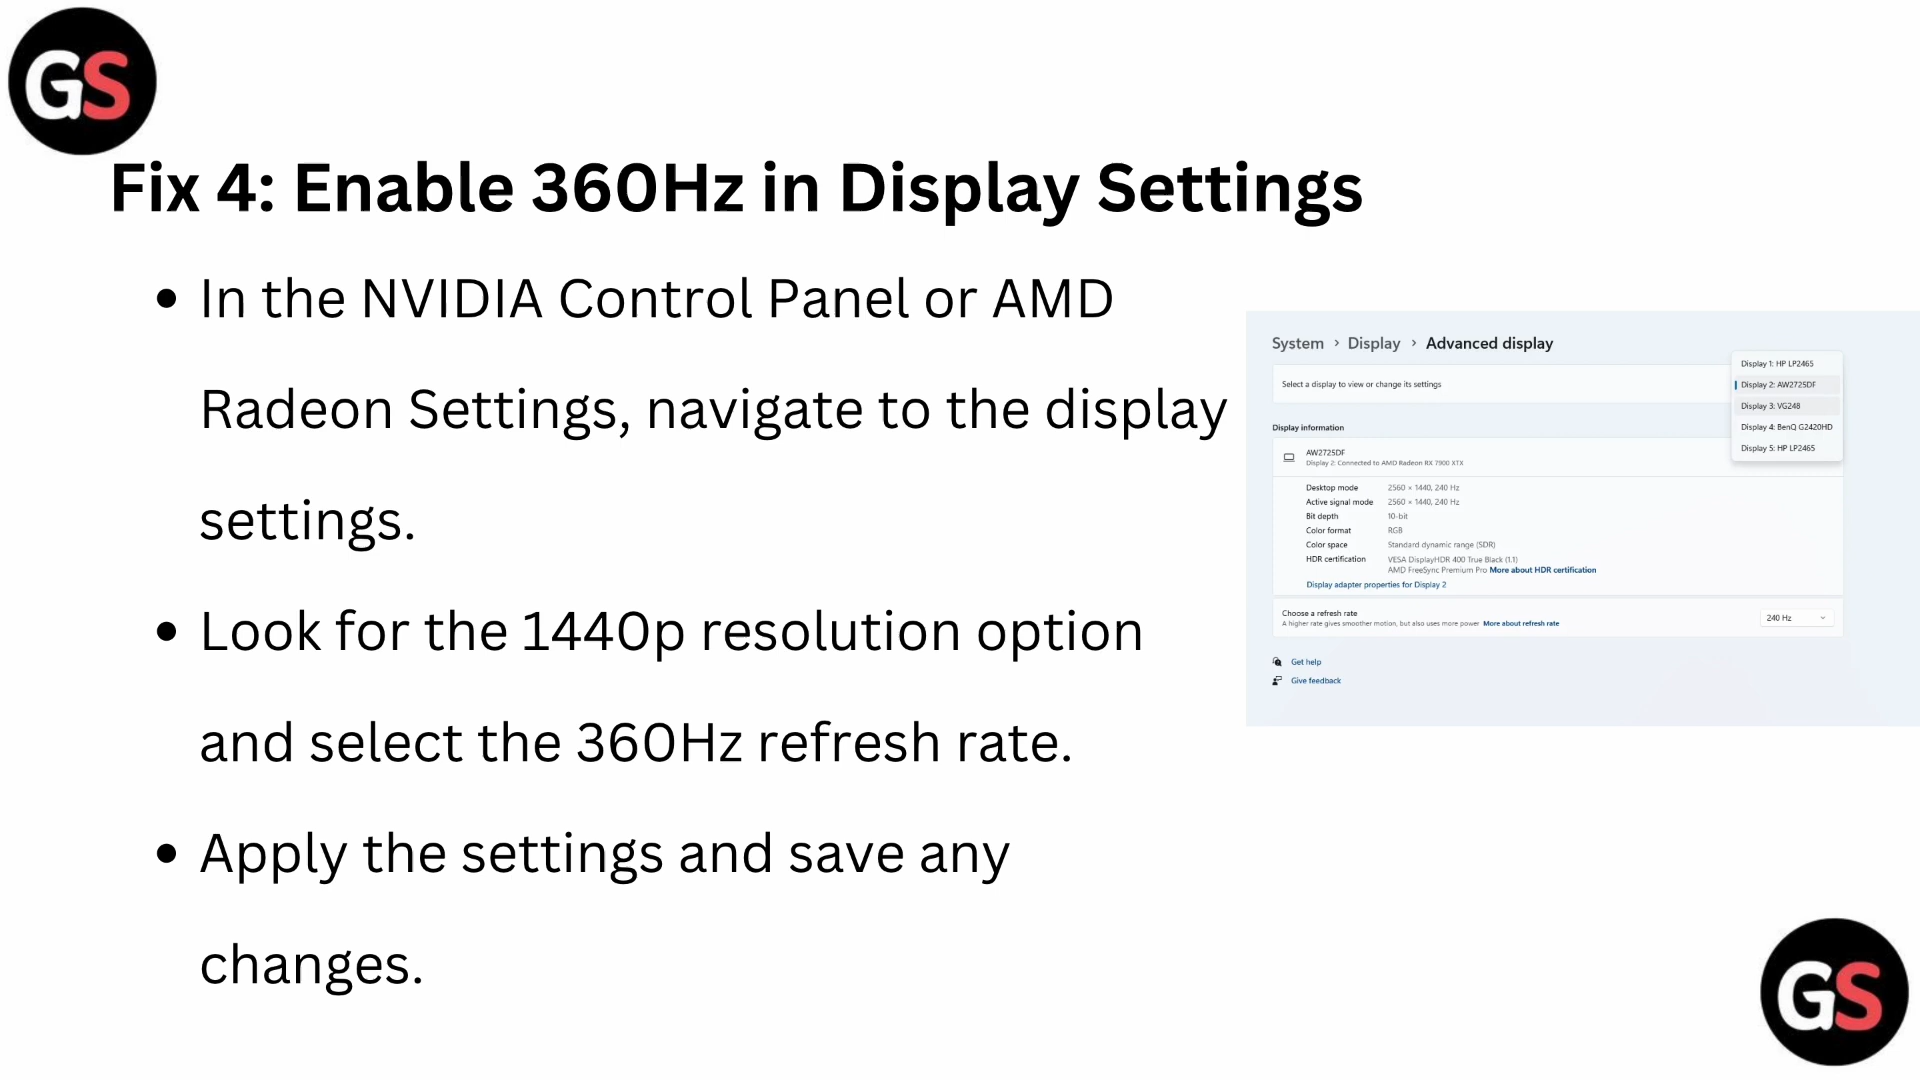 GS
Fix 4: Enable 360Hz in Display Settings
• In the NVIDIA Control Panel or AMD
Radeon Settings, navigate to the display
settings.
• Look for the 1440p resolution option
and select the 360Hz refresh rate.
• Apply the settings and save any
changes.
System > Display > Advanced display
Select a display to view or change its settings
Display 1: HP LP2465
Display 2: AW2725DF
Display 3: VG248
Display 4: BenQ G2420HD
Display 5: HP LP2465
Display information
AW2725DF
Display 2: Connected to AMD Radeon RX 7900 XTX
Desktop mode 2560 × 1440, 240 Hz
Active signal mode 2560 × 1440, 240 Hz
Bit depth 10-bit
Color format RGB
Color space Standard dynamic range (SDR)
HDR certification VESA DisplayHDR 400 True Black (1.1)
AMD FreeSync Premium Pro More about HDR certification
Display adapter properties for Display 2
Choose a refresh rate
A higher rate gives smoother motion, but also uses more power More about refresh rate
240 Hz
Get help
Give feedback
GS